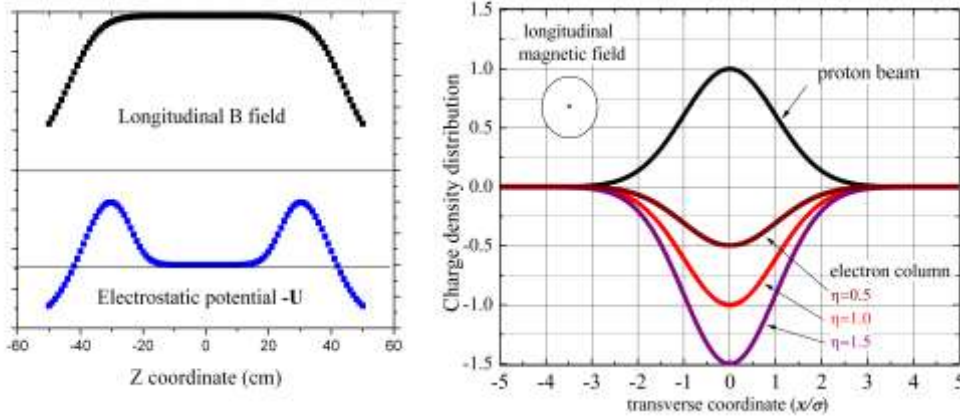 Longitudinal B field
Electrostatic potential -U
-60 -40 -20 0 20 40 60
Z coordinate (cm)
Charge density distribution
1.5
1.0
0.5
0.0
-0.5
-1.0
-1.5
longitudinal
magnetic field
proton beam
electron column
η=0.5
η=1.0
η=1.5
-5 -4 -3 -2 -1 0 1 2 3 4 5
transverse coordinate (x/σ)